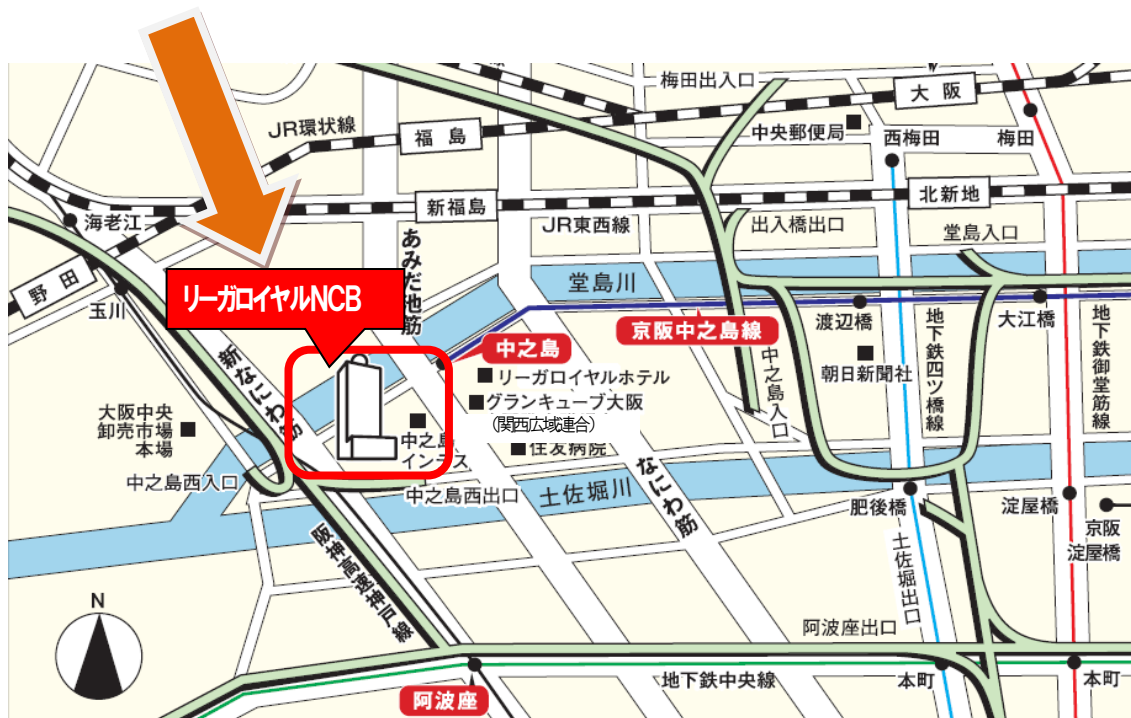 梅田出入口
大阪
JR環状線
福島
中央郵便局
西梅田
梅田
海老江
新福島
JR東西線
北新地
出入橋出口
堂島入口
野田
玉川
リーガロイヤルNCB
あみだ池筋
堂島川
中之島
京阪中之島線
渡辺橋
大江橋
新なにわ筋
リーガロイヤルホテル
グランキューブ大阪
(関西広域連合)
中之島入口
朝日新聞社
地下鉄四ツ橋線
地下鉄御堂筋線
大阪中央
卸売市場
本場
中之島
インテス
住友病院
なにわ筋
中之島西入口
中之島西出口
土佐堀川
肥後橋
淀屋橋
京阪
淀屋橋
阪神高速神戸線
土佐堀出口
N
阿波座出口
阿波座
地下鉄中央線
本町
本町